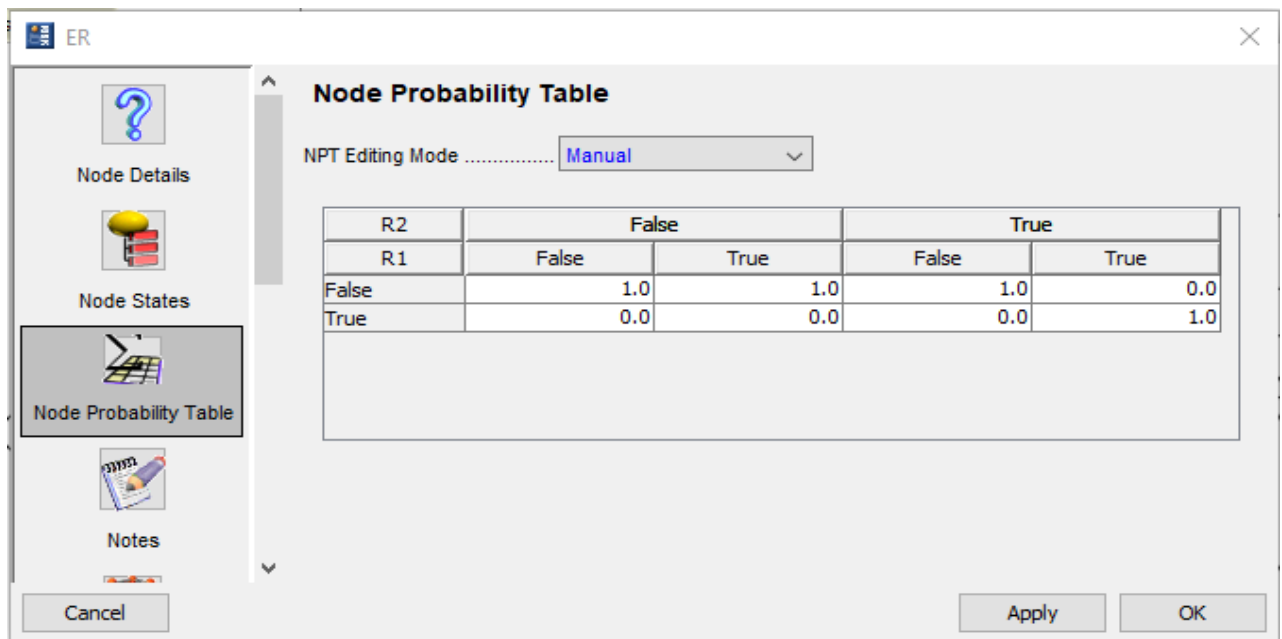 ER
Node Details
Node States
Node Probability Table
Notes
Node Probability Table
NPT Editing Mode ................ Manual
R2 False True
R1 False True False True
False 1.0 1.0 1.0 0.0
True 0.0 0.0 0.0 1.0
Cancel Apply OK